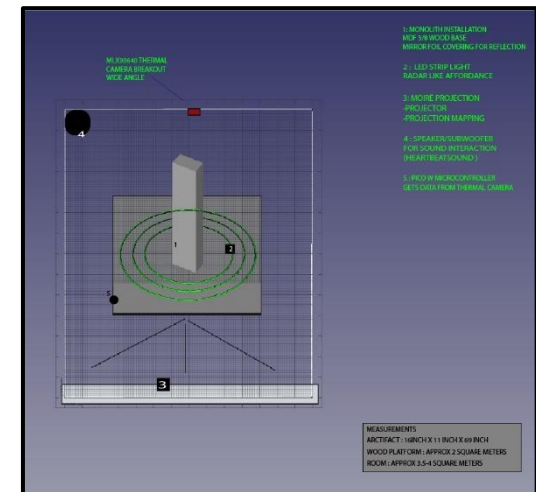 1: MONOLITH INSTALLATION
MDF 3/8 WOOD BASE
MIRROR FOIL COVERING FOR REFLECTION
MLX90640 THERMAL
CAMERA BREAKOUT
WIDE ANGLE
2 : LED STRIP LIGHT
RADAR LIKE AFFORDANCE
3: MOIRE PROJECTION
-PROJECTOR
-PROJECTION MAPPING
4
4 : SPEAKER/SUBWOOFER
FOR SOUND INTERACTION
(HEARTBEATSOUND )
5 : PICO W MICROCONTROLLER
GETS DATA FROM THERMAL CAMERA
1
2
5
3
MEASUREMENTS
ARCTIFACT : 16INCH X 11 INCH X 69 INCH
WOOD PLATFORM : APPROX 2 SQUARE METERS
ROOM : APPROX 3.5-4 SQUARE METERS